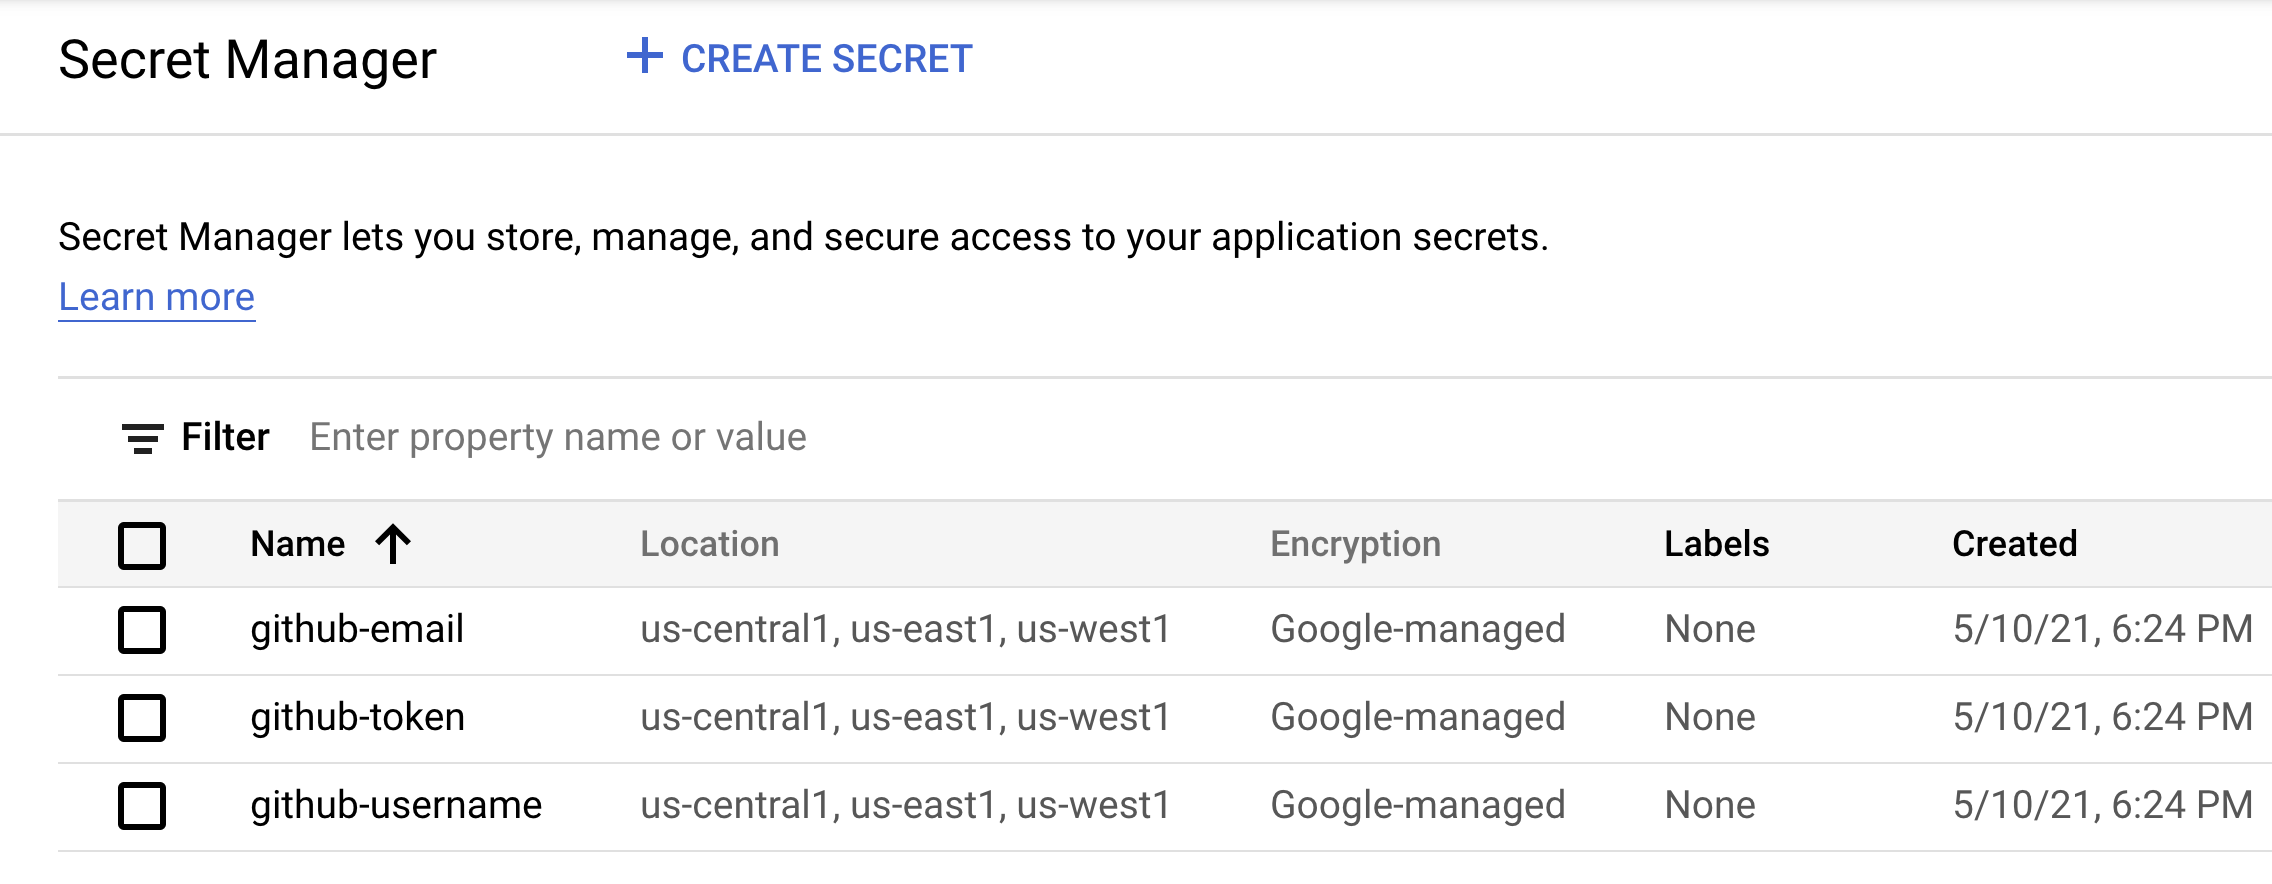 Secret Manager + CREATE SECRET
Secret Manager lets you store, manage, and secure access to your application secrets.
Learn more
Filter Enter property name or value
Name Location Encryption Labels Created
github-email us-central1, us-east1, us-west1 Google-managed None 5/10/21, 6:24 PM
github-token us-central1, us-east1, us-west1 Google-managed None 5/10/21, 6:24 PM
github-username us-central1, us-east1, us-west1 Google-managed None 5/10/21, 6:24 PM